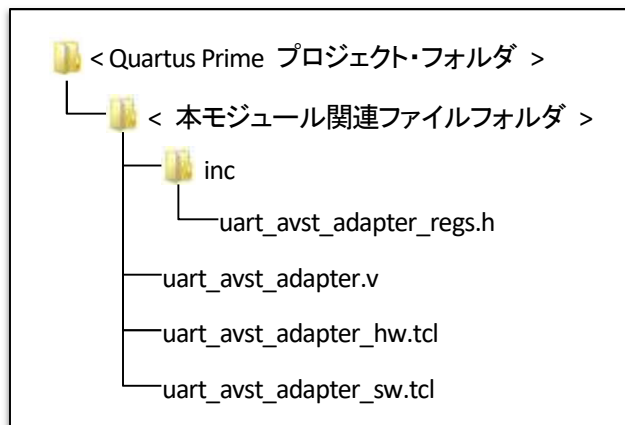 < Quartus Prime プロジェクト・フォルダ >
< 本モジュール関連ファイルフォルダ >
inc
uart_avst_adapter_regs.h
uart_avst_adapter.v
uart_avst_adapter_hw.tcl
uart_avst_adapter_sw.tcl